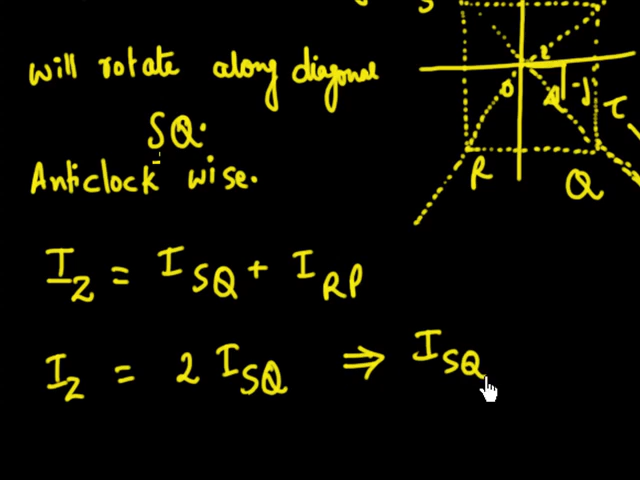 S
will rotate along diagonal
SQ.
Anticlock wise.
I_Z = I_SQ + I_RP
I_Z = 2 I_SQ ⇒ I_SQ
O
R
Q
τ